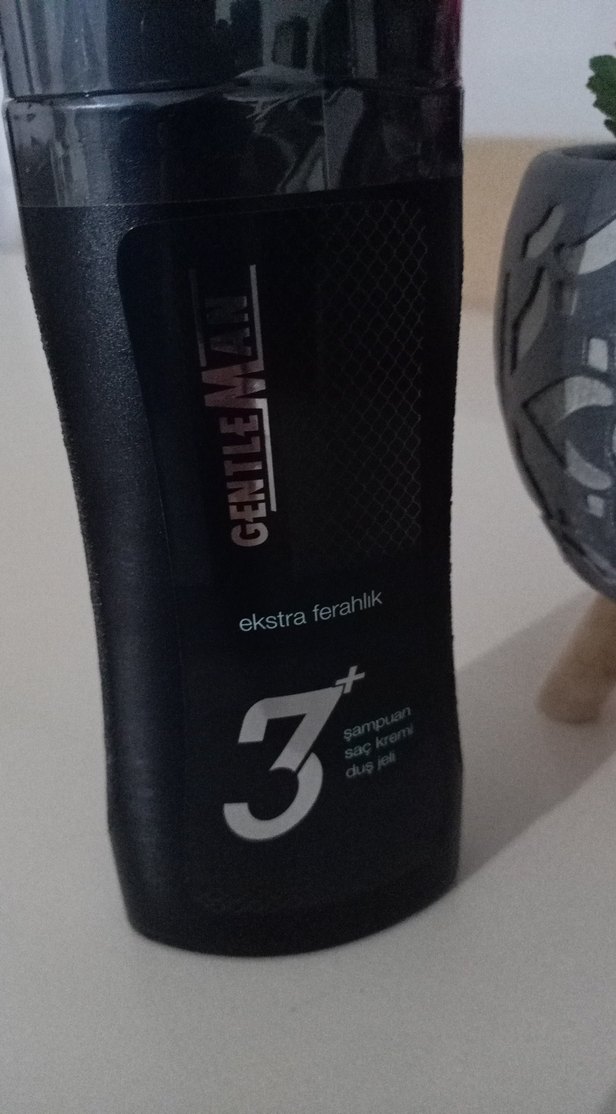 GENTLEMAN
ekstra ferahlık
3+
şampuan
saç kremi
duş jeli